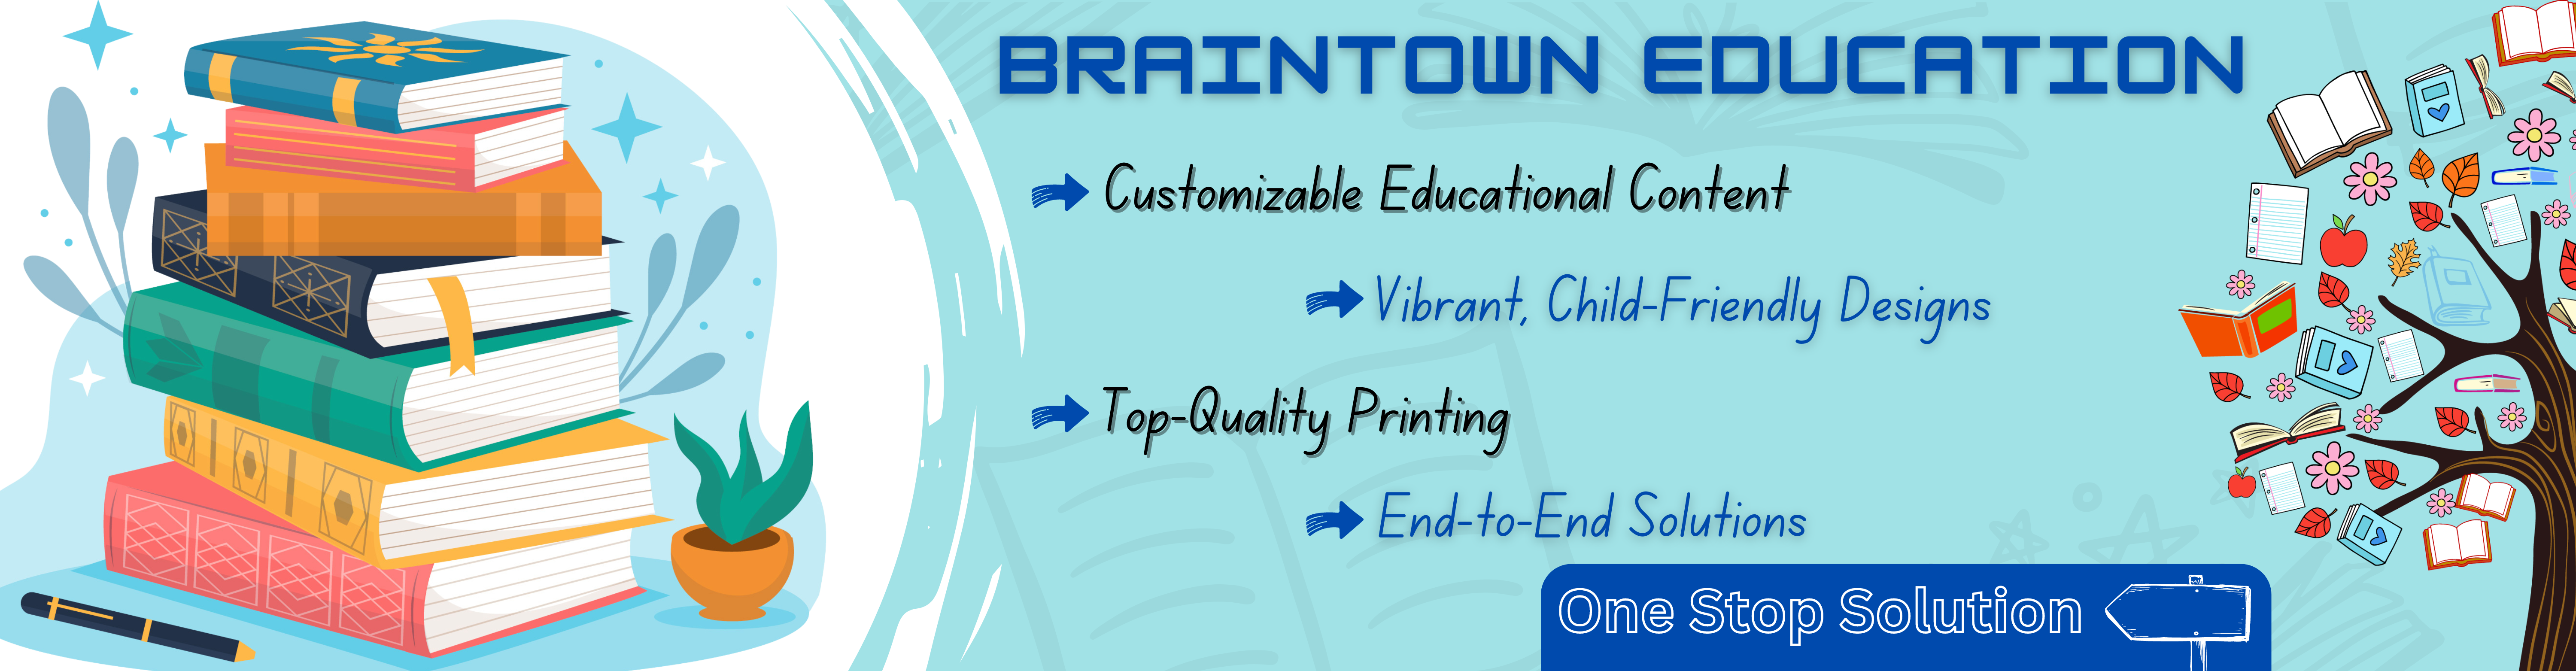 BRAINTOWN EDUCATION
Customizable Educational Content
Vibrant, Child-Friendly Designs
Top-Quality Printing
End-to-End Solutions
One Stop Solution